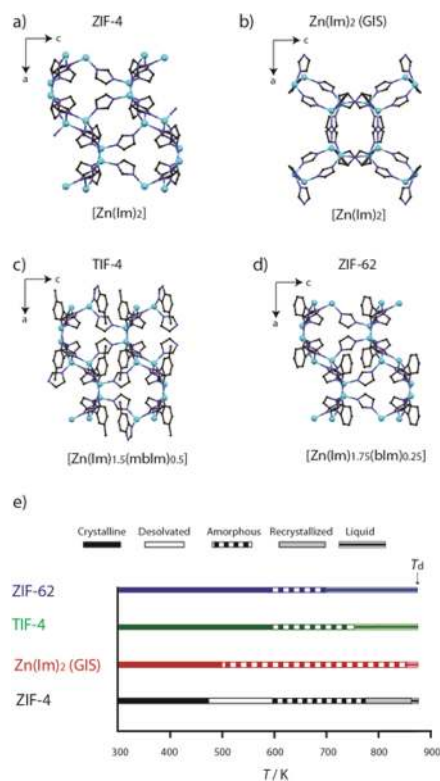 a) ZIF-4
b) Zn(Im)2 (GIS)
c
a
[Zn(Im)2]
[Zn(Im)2]
c) TIF-4
d) ZIF-62
c
a
c
a
[Zn(Im)1.5(mbIm)0.5]
[Zn(Im)1.75(bIm)0.25]
e)
Crystalline Desolvated Amorphous Recrystallized Liquid
Td
ZIF-62
TIF-4
Zn(Im)2 (GIS)
ZIF-4
300 400 500 600 700 800 900
T / K